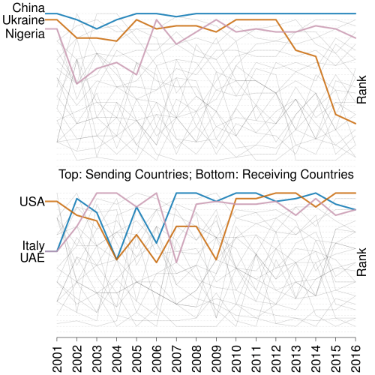 China
Ukraine
Nigeria
Rank
Top: Sending Countries; Bottom: Receiving Countries
USA
Italy
UAE
Rank
2001 2002 2003 2004 2005 2006 2007 2008 2009 2010 2011 2012 2013 2014 2015 2016